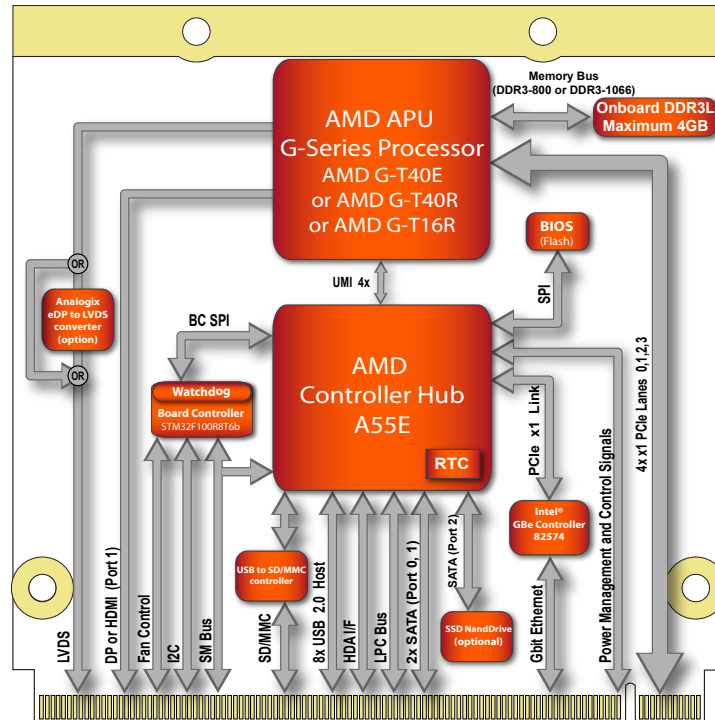 Memory Bus
(DDR3-800 or DDR3-1066)
Onboard DDR3L
Maximum 4GB
AMD APU
G-Series Processor
AMD G-T40E
or AMD G-T40R
or AMD G-T16R
BIOS
(Flash)
OR
UMI 4x
SPI
Analogix
eDP to LVDS
converter
(option)
BC SPI
OR
AMD
Controller Hub
A55E
RTC
Watchdog
Board Controller
STM32F100R8T6b
PCIe x1 Link
4x x1 PCIe Lanes 0,1,2,3
Intel®
GBe Controller
82574
USB to SD/MMC
controller
SSD NandDrive
(optional)
LVDS
DP or HDMI (Port 1)
Fan Control
I2C
SM Bus
SD/MMC
8x USB 2.0 Host
HDA I/F
LPC Bus
2x SATA (Port 0, 1)
SATA (Port 2)
Gbit Ethernet
Power Management and Control Signals